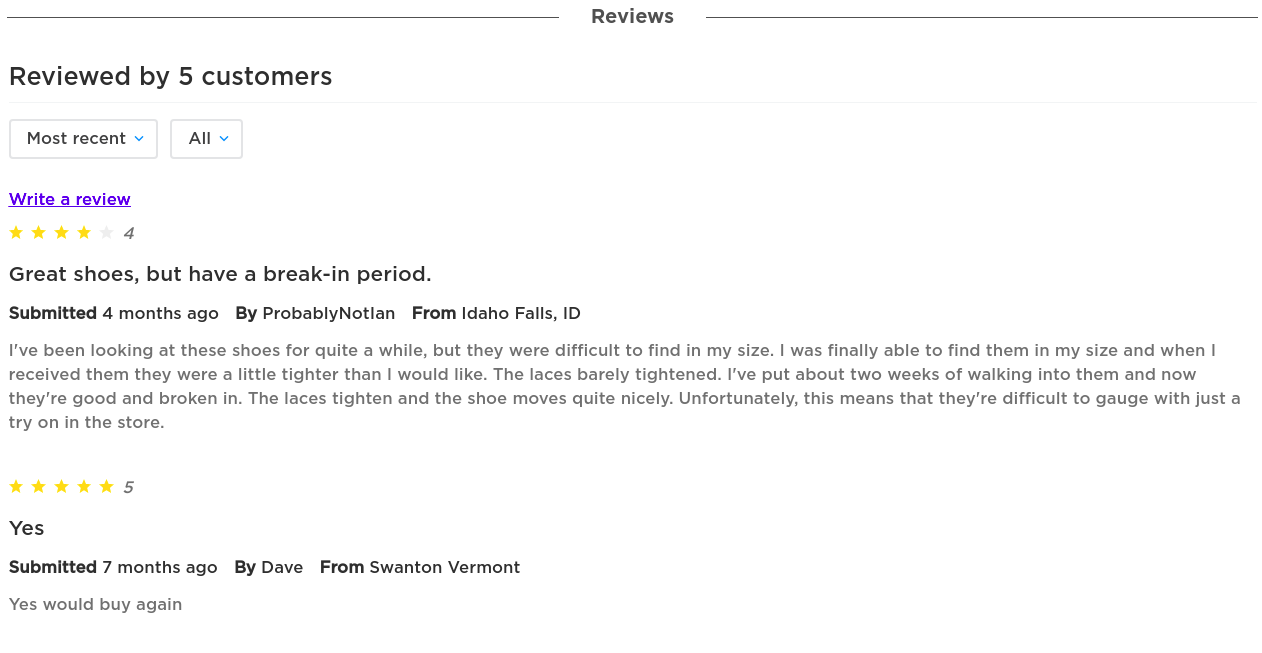 Reviews
Reviewed by 5 customers
Most recent All
Write a review
4
Great shoes, but have a break-in period.
Submitted 4 months ago By ProbablyNotIan From Idaho Falls, ID
I've been looking at these shoes for quite a while, but they were difficult to find in my size. I was finally able to find them in my size and when I
received them they were a little tighter than I would like. The laces barely tightened. I've put about two weeks of walking into them and now
they're good and broken in. The laces tighten and the shoe moves quite nicely. Unfortunately, this means that they're difficult to gauge with just a
try on in the store.
5
Yes
Submitted 7 months ago By Dave From Swanton Vermont
Yes would buy again